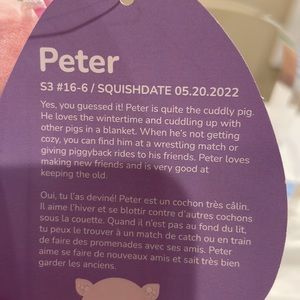 Peter
S3 #16-6 / SQUISHDATE 05.20.2022
Yes, you guessed it! Peter is quite the cuddly pig.
He loves the wintertime and cuddling up with
other pigs in a blanket. When he's not getting
cozy, you can find him at a wrestling match or
giving piggyback rides to his friends. Peter loves
making new friends and is very good at
keeping the old.
Oui, tu l'as deviné! Peter est un cochon très câlin.
Il aime l'hiver et se blottir contre d'autres cochons
sous la couette. Quand il n'est pas au fond du lit,
tu peux le trouver à un match de catch ou en train
de faire des promenades avec ses amis. Peter
aime se faire de nouveaux amis et sait très bien
garder les anciens.